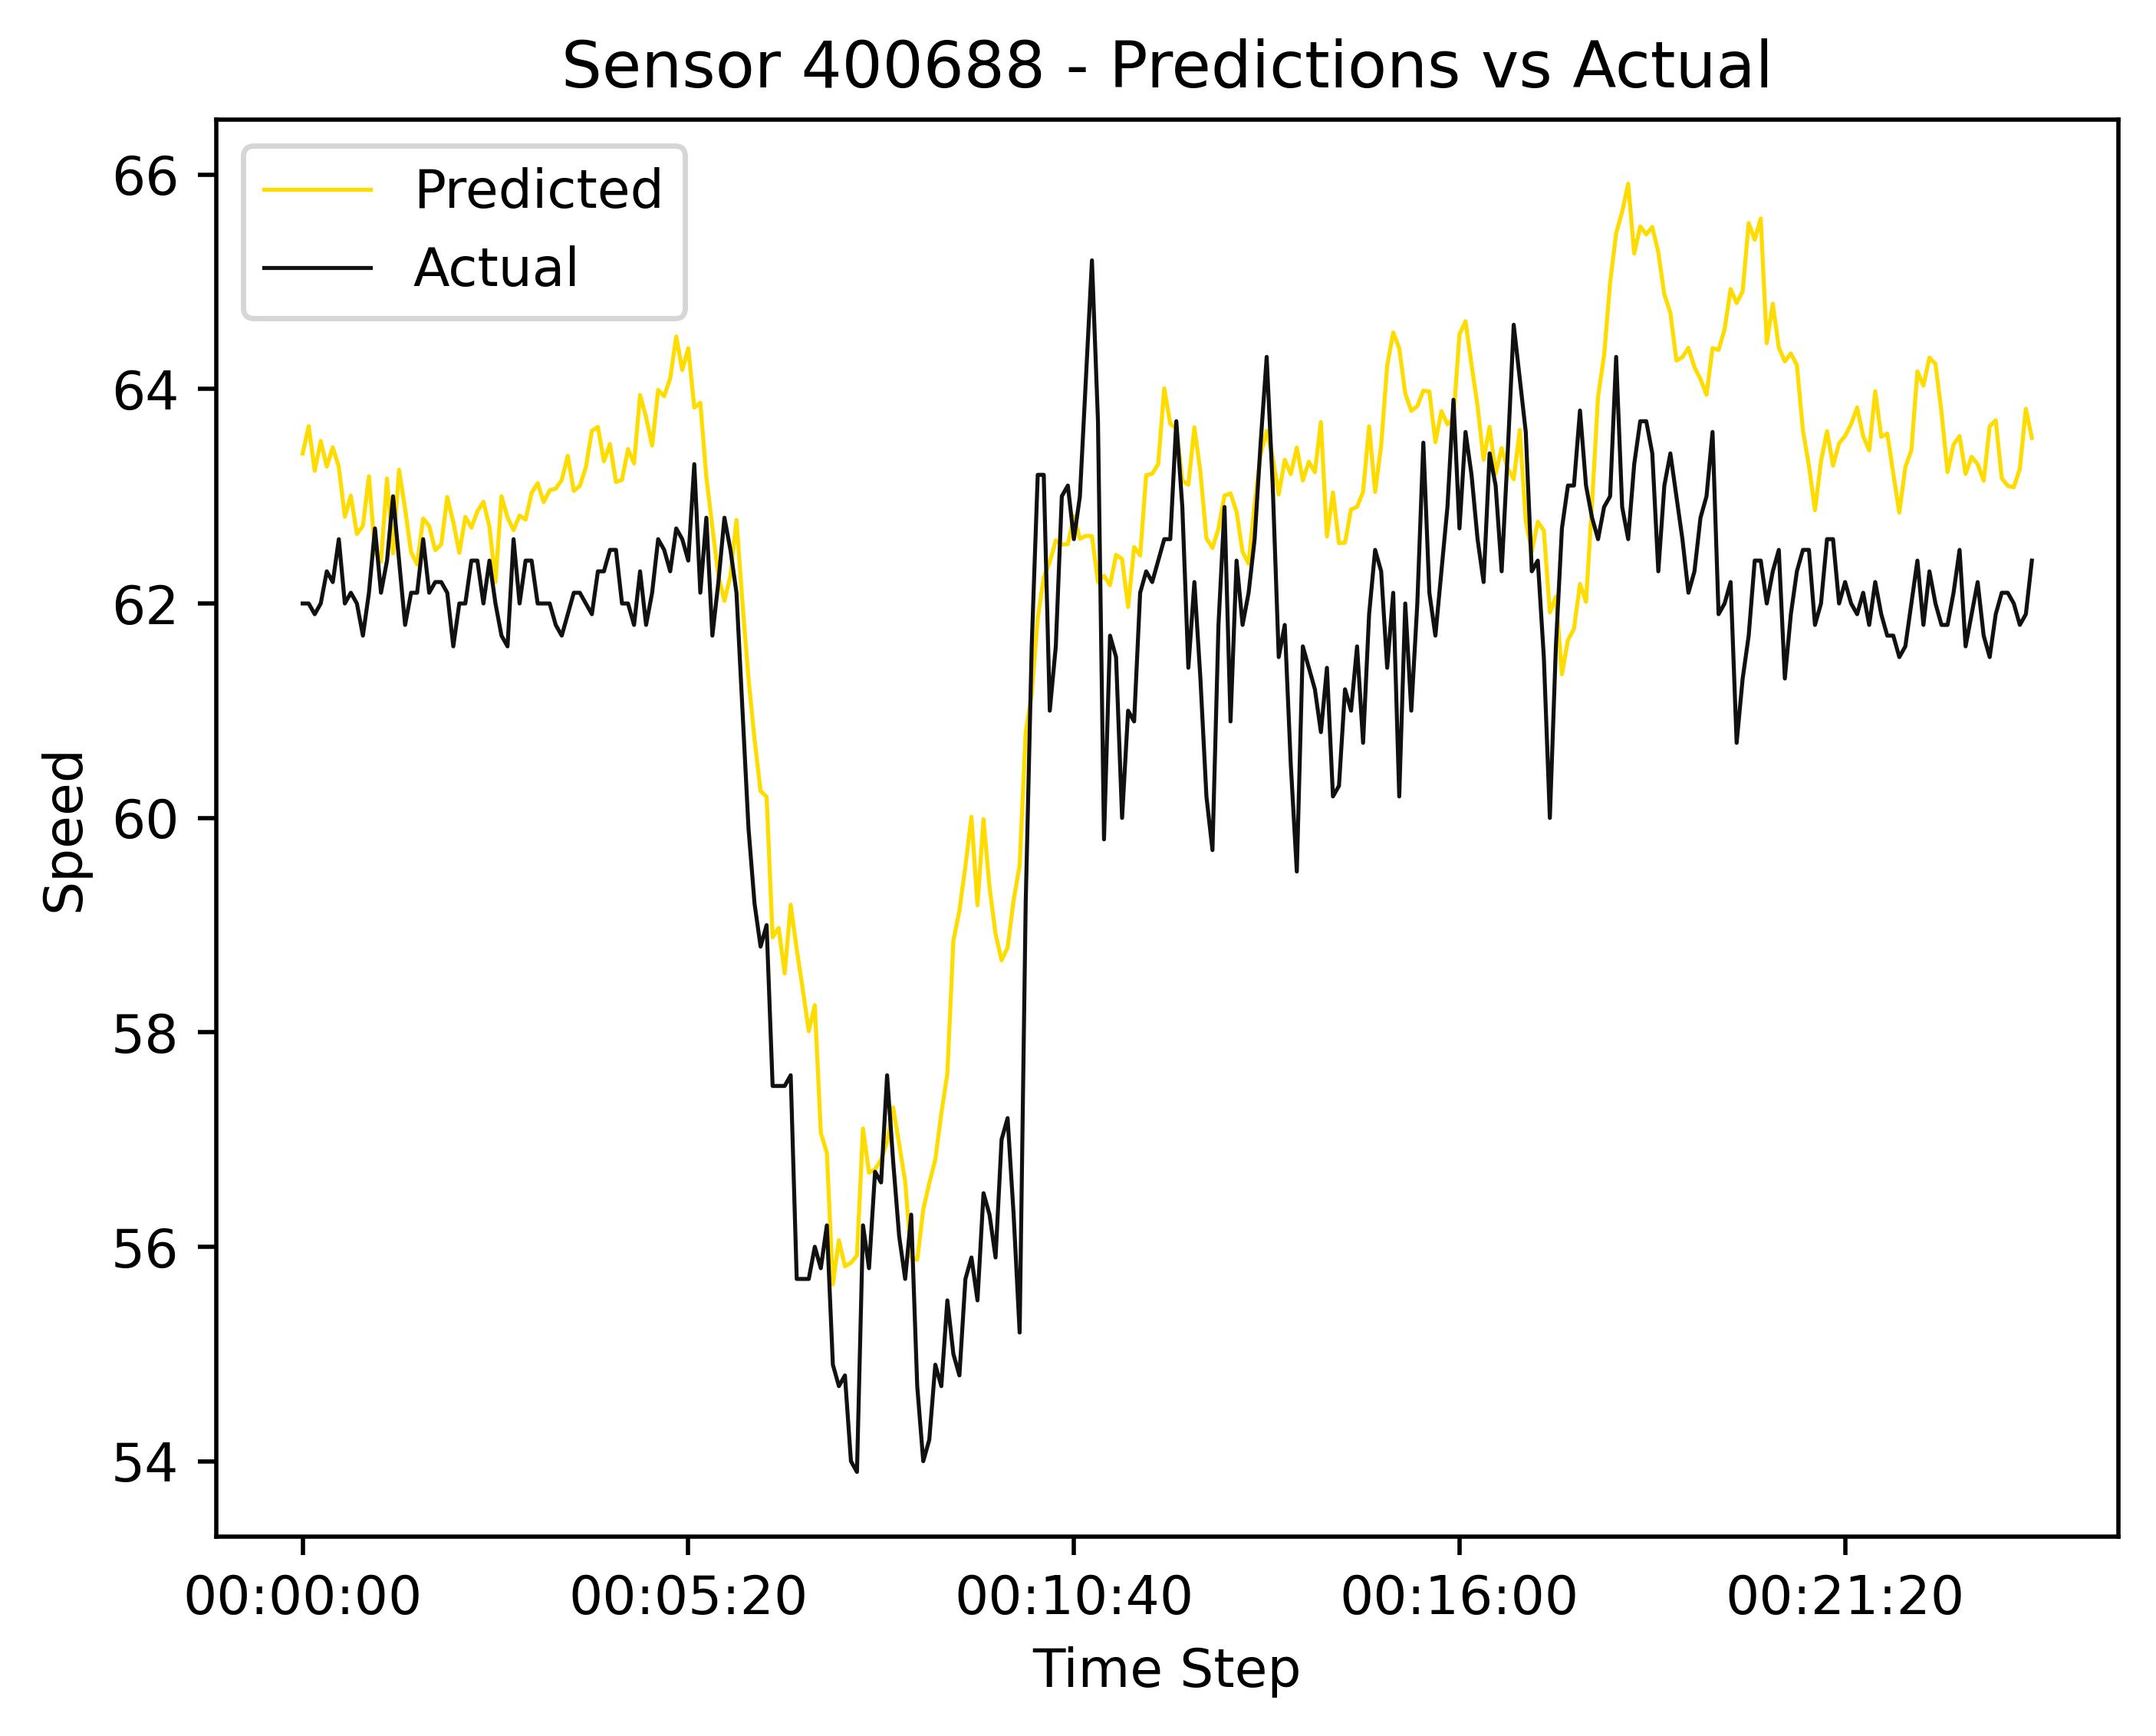 Sensor 400688 - Predictions vs Actual
Predicted
Actual
66
64
62
60
58
56
54
Speed
00:00:00
00:05:20
00:10:40
00:16:00
00:21:20
Time Step